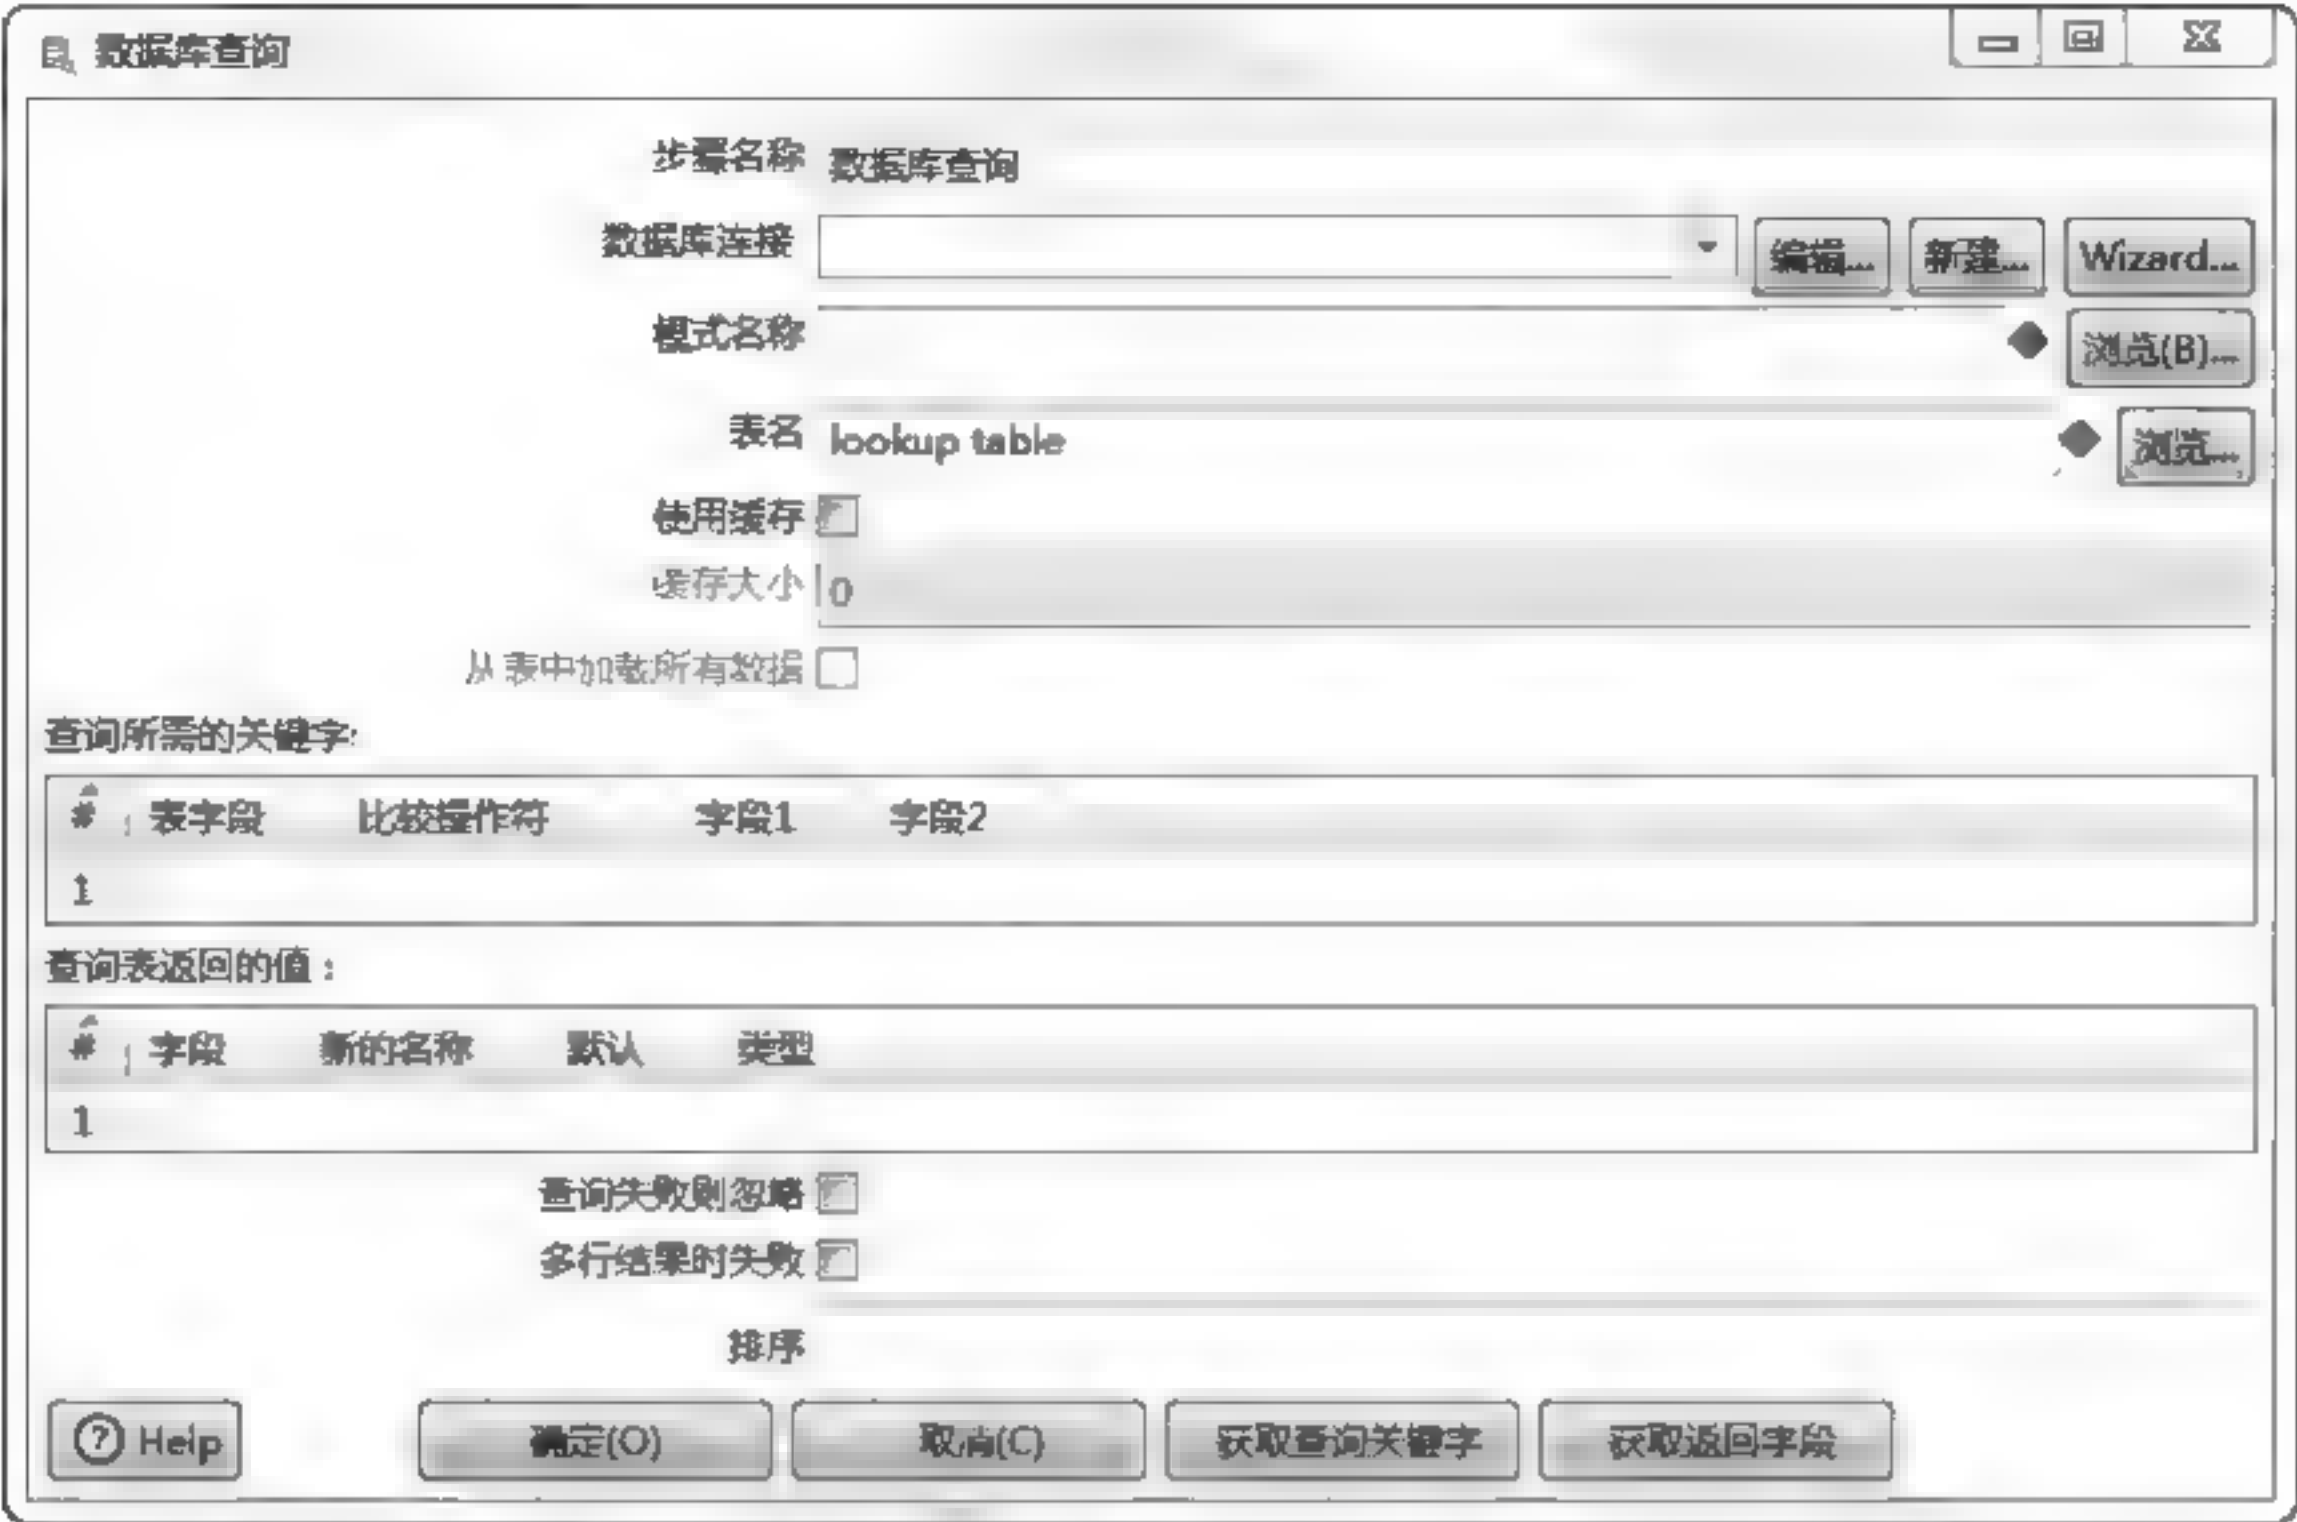 数据库查询
步骤名称 数据库查询
数据库连接 编辑... 新建... Wizard...
模式名称 浏览(B)...
表名 lookup table 浏览...
使用缓存
缓存大小 0
从表中加载所有数据
查询所需的关键字:
# 表字段 比较操作符 字段1 字段2
1
查询表返回的值：
# 字段 新的名称 默认 类型
1
查询失败则忽略
多行结果时失败
排序
Help 确定(O) 取消(C) 获取查询关键字 获取返回字段